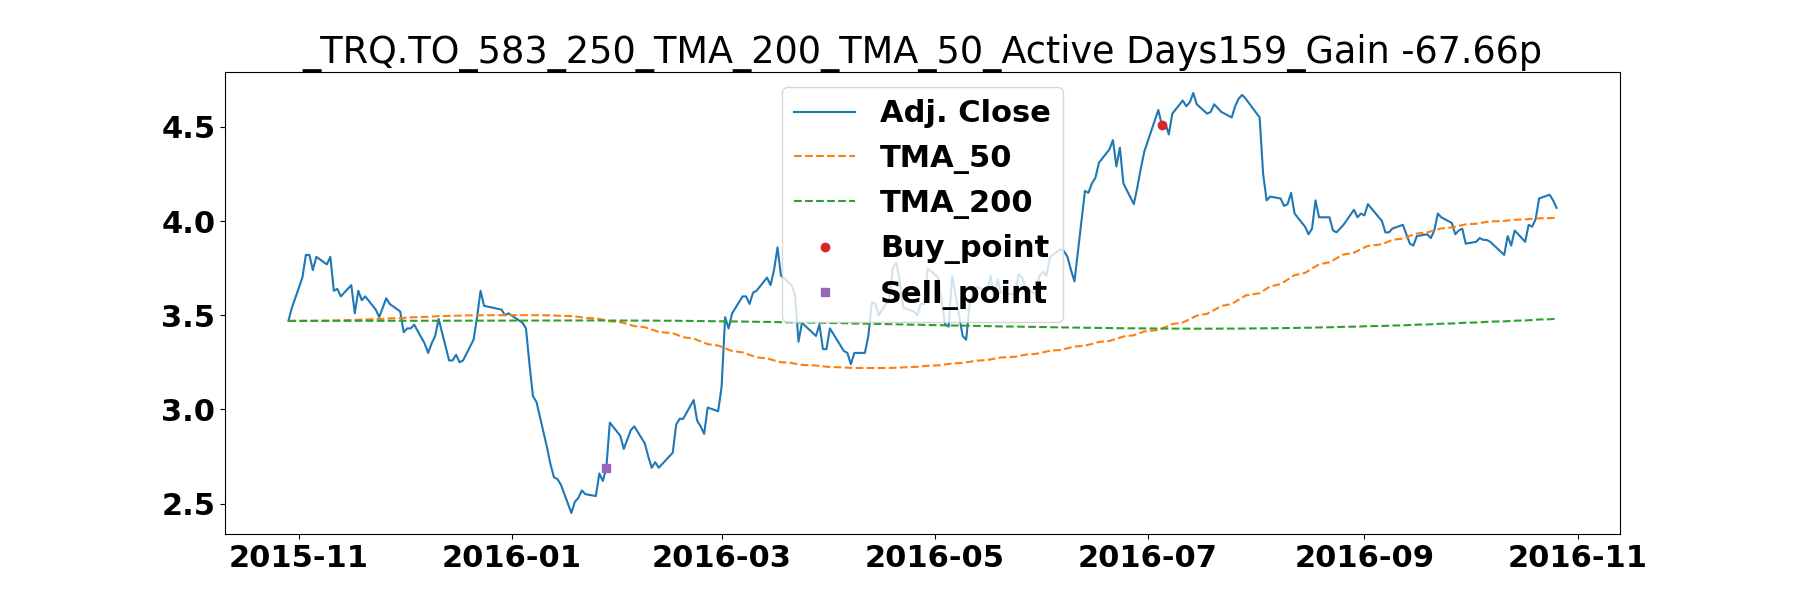 _TRQ.TO_583_250_TMA_200_TMA_50_Active Days159_Gain -67.66p
Adj. Close
TMA_50
TMA_200
Buy_point
Sell_point
4.5
4.0
3.5
3.0
2.5
2015-11 2016-01 2016-03 2016-05 2016-07 2016-09 2016-11